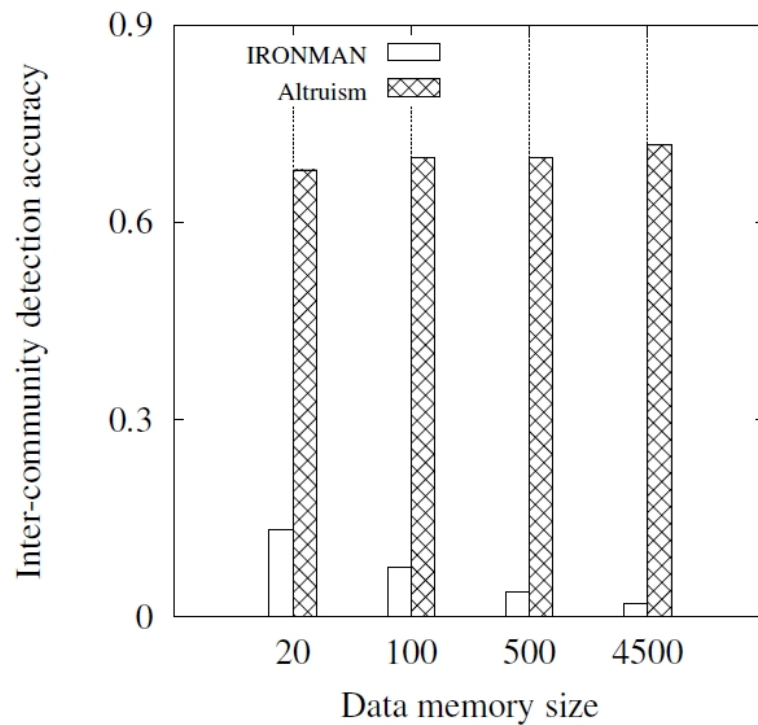 0.9
IRONMAN
Altruism
0.6
0.3
0
20 100 500 4500
Data memory size
Inter-community detection accuracy